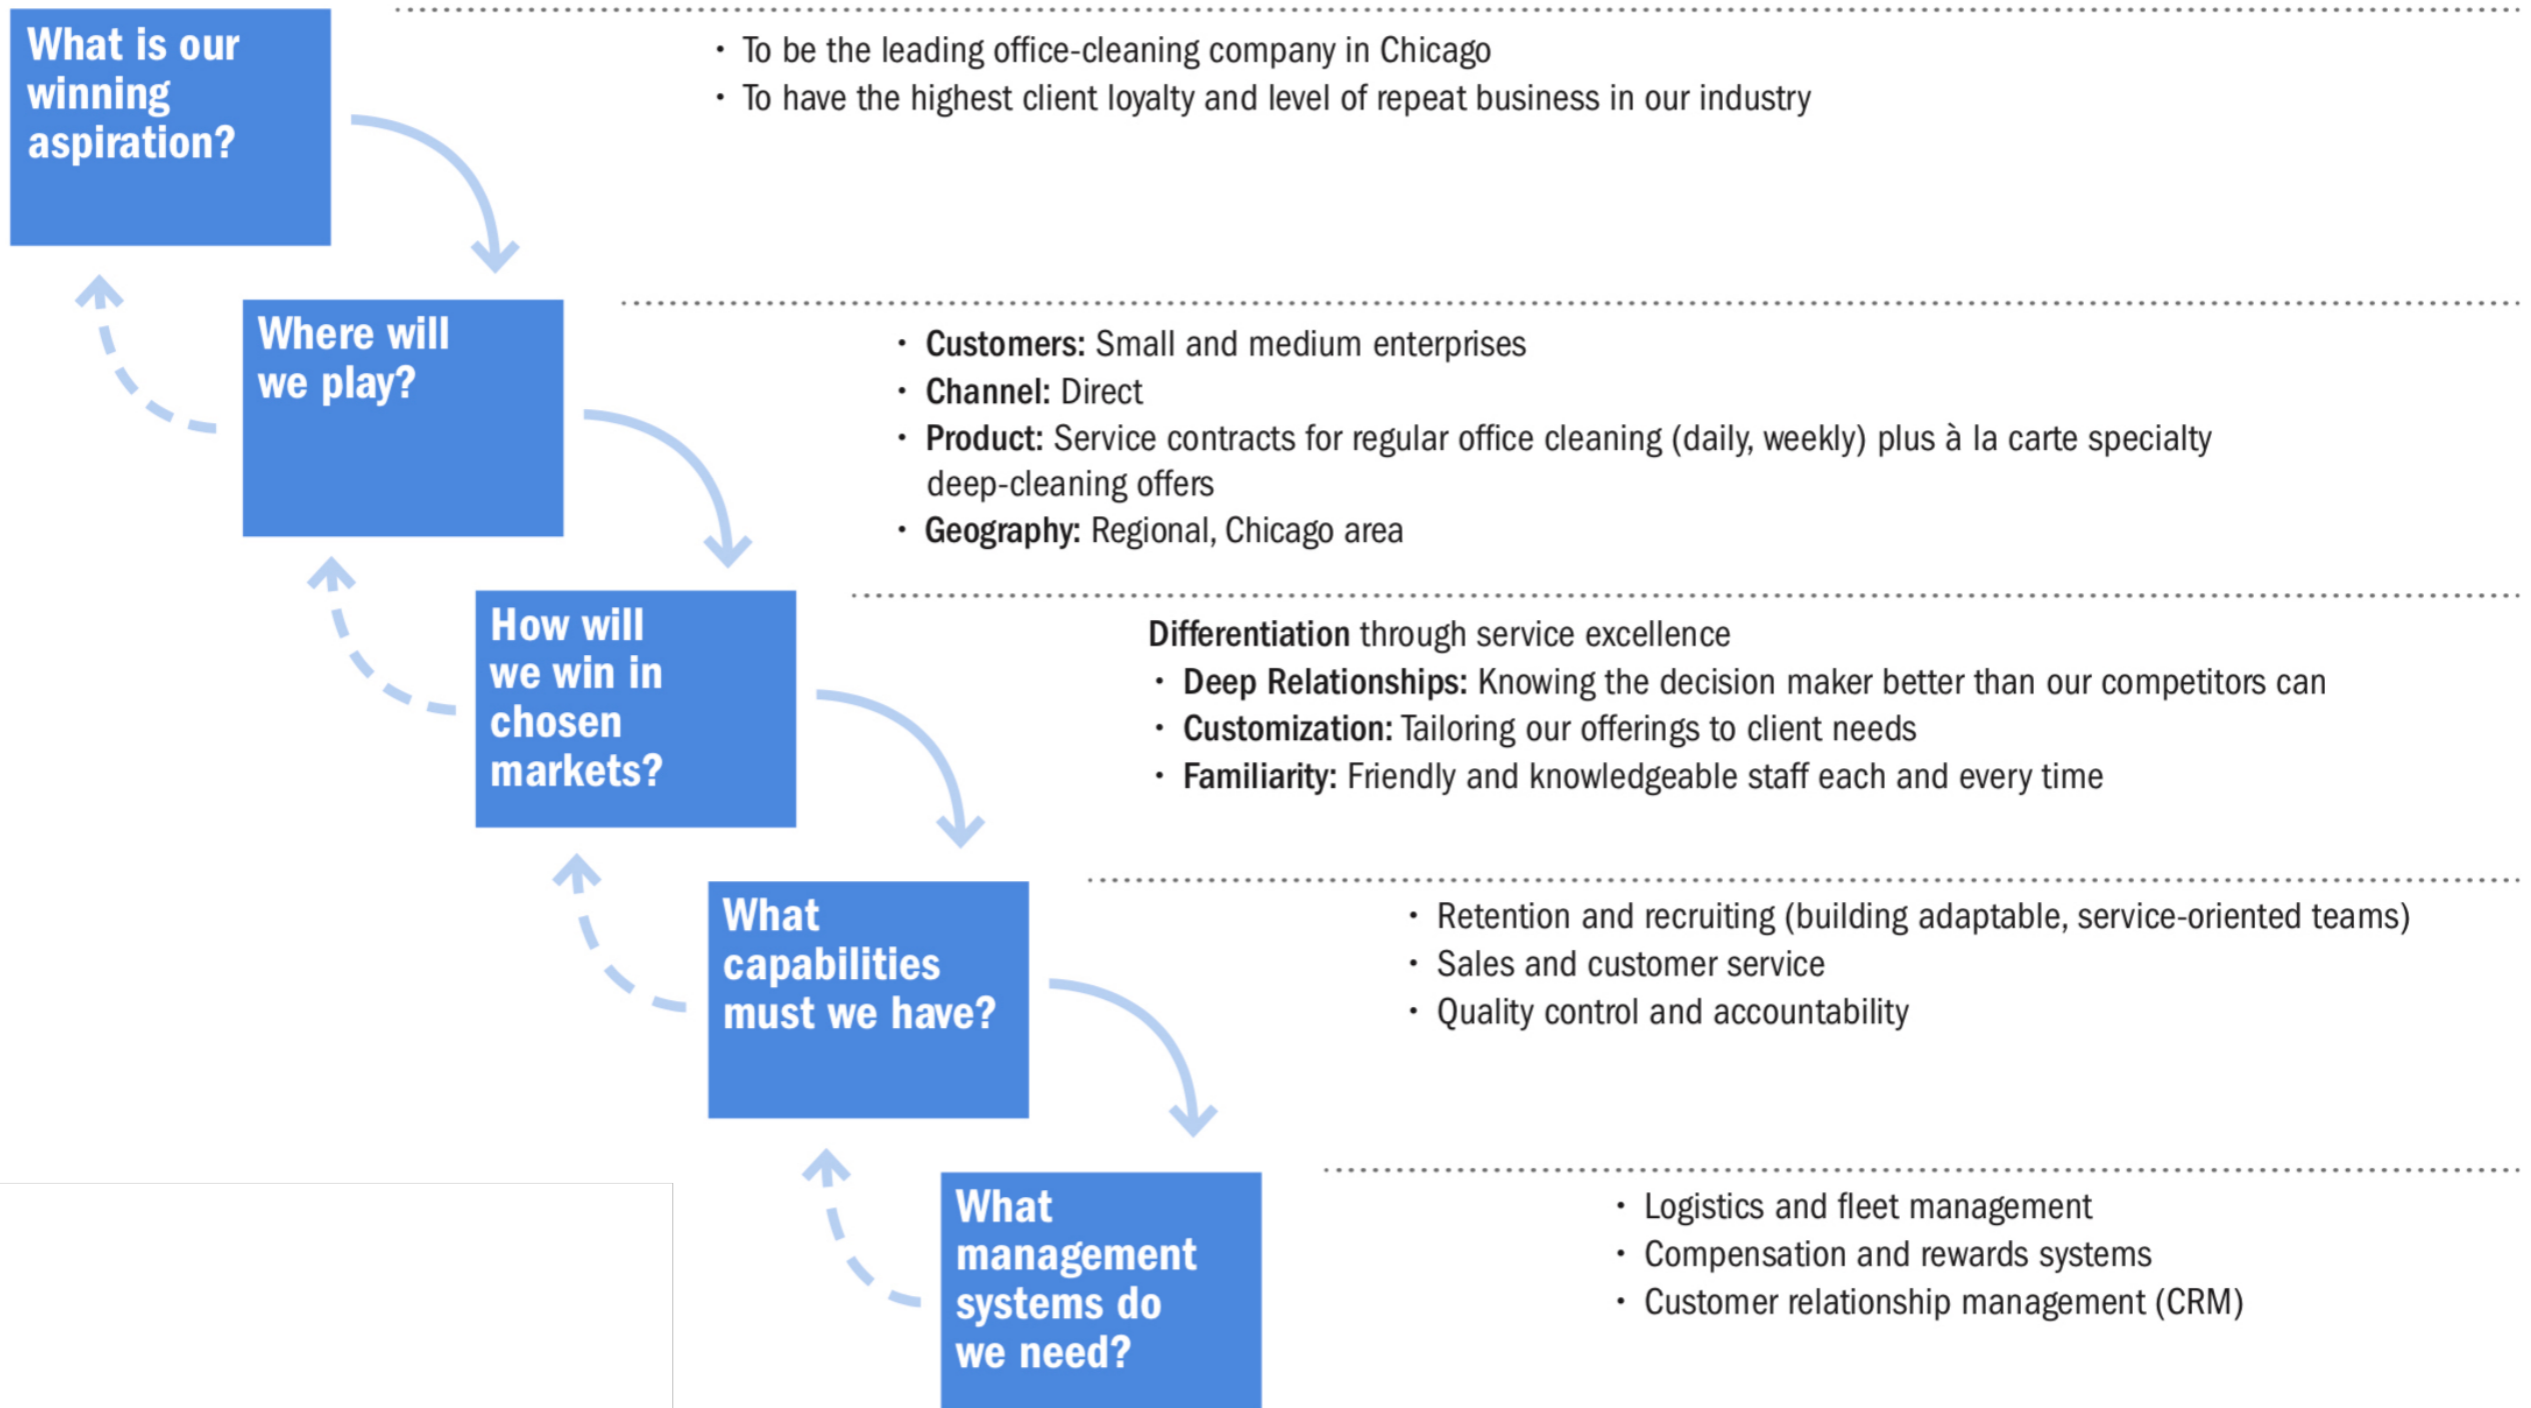 What is our
winning
aspiration?
• To be the leading office-cleaning company in Chicago
• To have the highest client loyalty and level of repeat business in our industry
Where will
we play?
• Customers: Small and medium enterprises
• Channel: Direct
• Product: Service contracts for regular office cleaning (daily, weekly) plus à la carte specialty
deep-cleaning offers
• Geography: Regional, Chicago area
How will
we win in
chosen
markets?
Differentiation through service excellence
• Deep Relationships: Knowing the decision maker better than our competitors can
• Customization: Tailoring our offerings to client needs
• Familiarity: Friendly and knowledgeable staff each and every time
What
capabilities
must we have?
• Retention and recruiting (building adaptable, service-oriented teams)
• Sales and customer service
• Quality control and accountability
What
management
systems do
we need?
• Logistics and fleet management
• Compensation and rewards systems
• Customer relationship management (CRM)